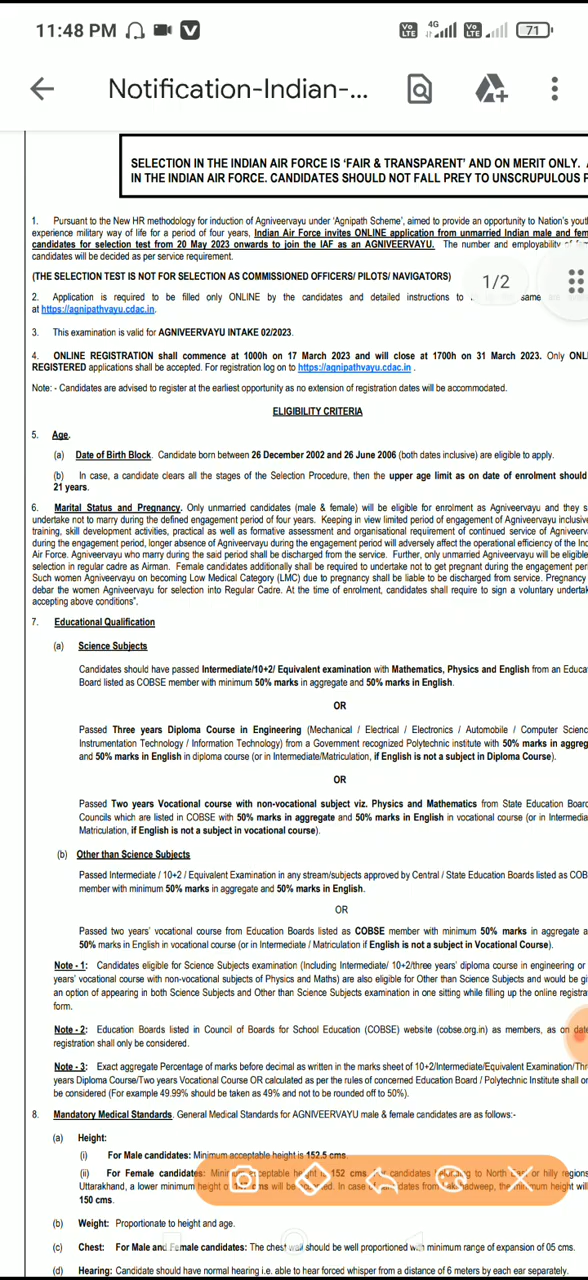 11:48 PM
Vo LTE 4G Vo LTE 71
Notification-Indian-...
SELECTION IN THE INDIAN AIR FORCE IS 'FAIR & TRANSPARENT' AND ON MERIT ONLY.
IN THE INDIAN AIR FORCE. CANDIDATES SHOULD NOT FALL PREY TO UNSCRUPULOUS
1. Pursuant to the New HR methodology for induction of Agniveervayu under 'Agnipath Scheme', aimed to provide an opportunity to Nation's yout
experience military way of life for a period of four years, Indian Air Force invites ONLINE application from unmarried Indian male and fem
candidates for selection test from 20 May 2023 onwards to join the IAF as an AGNIVEERVAYU. The number and employability of
candidates will be decided as per service requirement.
(THE SELECTION TEST IS NOT FOR SELECTION AS COMMISSIONED OFFICERS/ PILOTS/ NAVIGATORS)
1/2
2. Application is required to be filled only ONLINE by the candidates and detailed instructions to same
at https://agnipathvayu.cdac.in.
3. This examination is valid for AGNIVEERVAYU INTAKE 02/2023.
4. ONLINE REGISTRATION shall commence at 1000h on 17 March 2023 and will close at 1700h on 31 March 2023. Only ONLI
REGISTERED applications shall be accepted. For registration log on to https://agnipathvayu.cdac.in .
Note: - Candidates are advised to register at the earliest opportunity as no extension of registration dates will be accommodated.
ELIGIBILITY CRITERIA
5. Age.
(a) Date of Birth Block. Candidate born between 26 December 2002 and 26 June 2006 (both dates inclusive) are eligible to apply.
(b) In case, a candidate clears all the stages of the Selection Procedure, then the upper age limit as on date of enrolment should
21 years.
6. Marital Status and Pregnancy. Only unmarried candidates (male & female) will be eligible for enrolment as Agniveervayu and they s
undertake not to marry during the defined engagement period of four years. Keeping in view limited period of engagement of Agniveervayu inclusive
training, skill development activities, practical as well as formative assessment and organisational requirement of continued service of Agniveerv
during the engagement period, longer absence of Agniveervayu during the engagement period will adversely affect the operational efficiency of the Ind
Air Force. Agniveervayu who marry during the said period shall be discharged from the service. Further, only unmarried Agniveervayu will be eligible
selection in regular cadre as Airman. Female candidates additionally shall be required to undertake not to get pregnant during the engagement per
Such women Agniveervayu on becoming Low Medical Category (LMC) due to pregnancy shall be liable to be discharged from service. Pregnancy
debar the women Agniveervayu for selection into Regular Cadre. At the time of enrolment, candidates shall require to sign a voluntary undertak
accepting above conditions".
7. Educational Qualification
(a) Science Subjects
Candidates should have passed Intermediate/10+2/ Equivalent examination with Mathematics, Physics and English from an Educa
Board listed as COBSE member with minimum 50% marks in aggregate and 50% marks in English.
OR
Passed Three years Diploma Course in Engineering (Mechanical / Electrical / Electronics / Automobile / Computer Scienc
Instrumentation Technology / Information Technology) from a Government recognized Polytechnic institute with 50% marks in aggreg
and 50% marks in English in diploma course (or in Intermediate/Matriculation, if English is not a subject in Diploma Course).
OR
Passed Two years Vocational course with non-vocational subject viz. Physics and Mathematics from State Education Board
Councils which are listed in COBSE with 50% marks in aggregate and 50% marks in English in vocational course (or in Intermedia
Matriculation, if English is not a subject in vocational course).
(b) Other than Science Subjects
Passed Intermediate / 10+2 / Equivalent Examination in any stream/subjects approved by Central / State Education Boards listed as COB
member with minimum 50% marks in aggregate and 50% marks in English.
OR
Passed two years' vocational course from Education Boards listed as COBSE member with minimum 50% marks in aggregate a
50% marks in English in vocational course (or in Intermediate / Matriculation if English is not a subject in Vocational Course).
Note - 1: Candidates eligible for Science Subjects examination (Including Intermediate/ 10+2/three years' diploma course in engineering or
years' vocational course with non-vocational subjects of Physics and Maths) are also eligible for Other than Science Subjects and would be gi
an option of appearing in both Science Subjects and Other than Science Subjects examination in one sitting while filling up the online registra
form.
Note - 2: Education Boards listed in Council of Boards for School Education (COBSE) website (cobse.org.in) as members, as on date
registration shall only be considered.
Note - 3: Exact aggregate Percentage of marks before decimal as written in the marks sheet of 10+2/Intermediate/Equivalent Examination/Thr
years Diploma Course/Two years Vocational Course OR calculated as per the rules of concerned Education Board / Polytechnic Institute shall on
be considered (For example 49.99% should be taken as 49% and not to be rounded off to 50%).
8. Mandatory Medical Standards. General Medical Standards for AGNIVEERVAYU male & female candidates are as follows:-
(a) Height:
(i) For Male candidates: Minimum acceptable height is 152.5 cms
(ii) For Female candidates: Minimum acceptable height is 152 cms. For candidates belonging to North East or hilly regions
Uttarakhand, a lower minimum height of cms will be accepted. In case of candidates from Lakshadweep, the minimum height will
150 cms.
(b) Weight: Proportionate to height and age.
(c) Chest: For Male and Female candidates: The chest wall should be well proportioned with minimum range of expansion of 05 cms.
(d) Hearing: Candidate should have normal hearing i.e. able to hear forced whisper from a distance of 6 meters by each ear separately.